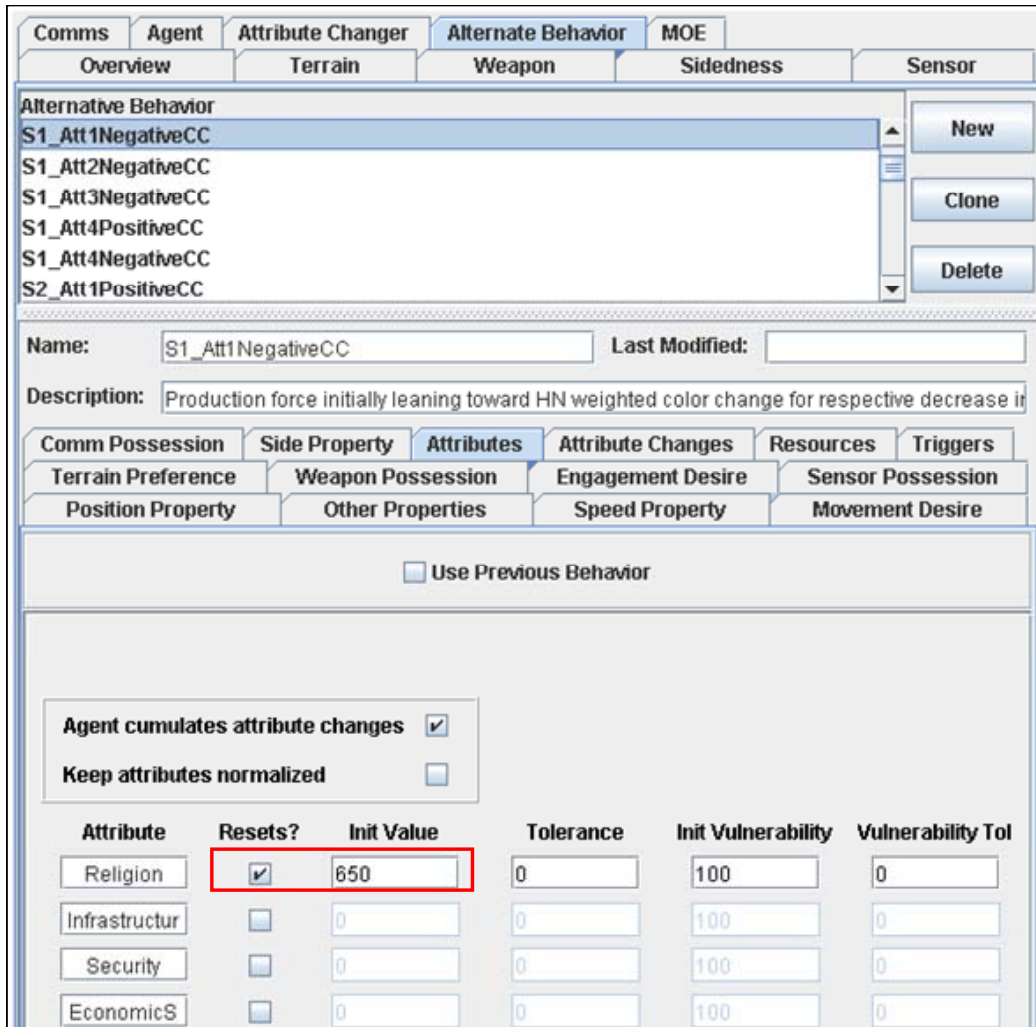 Comms Agent Attribute Changer Alternate Behavior MOE
Overview Terrain Weapon Sidedness Sensor
Alternative Behavior
S1_Att1NegativeCC
S1_Att2NegativeCC
S1_Att3NegativeCC
S1_Att4PositiveCC
S1_Att4NegativeCC
S2_Att1PositiveCC
New
Clone
Delete
Name: S1_Att1NegativeCC Last Modified:
Description: Production force initially leaning toward HN weighted color change for respective decrease in
Comm Possession Side Property Attributes Attribute Changes Resources Triggers
Terrain Preference Weapon Possession Engagement Desire Sensor Possession
Position Property Other Properties Speed Property Movement Desire
Use Previous Behavior
Agent cumulates attribute changes
Keep attributes normalized
Attribute Resets? Init Value Tolerance Init Vulnerability Vulnerability Tol
Religion 650 0 100 0
Infrastructur 0 0 100 0
Security 0 0 100 0
EconomicS 0 0 100 0